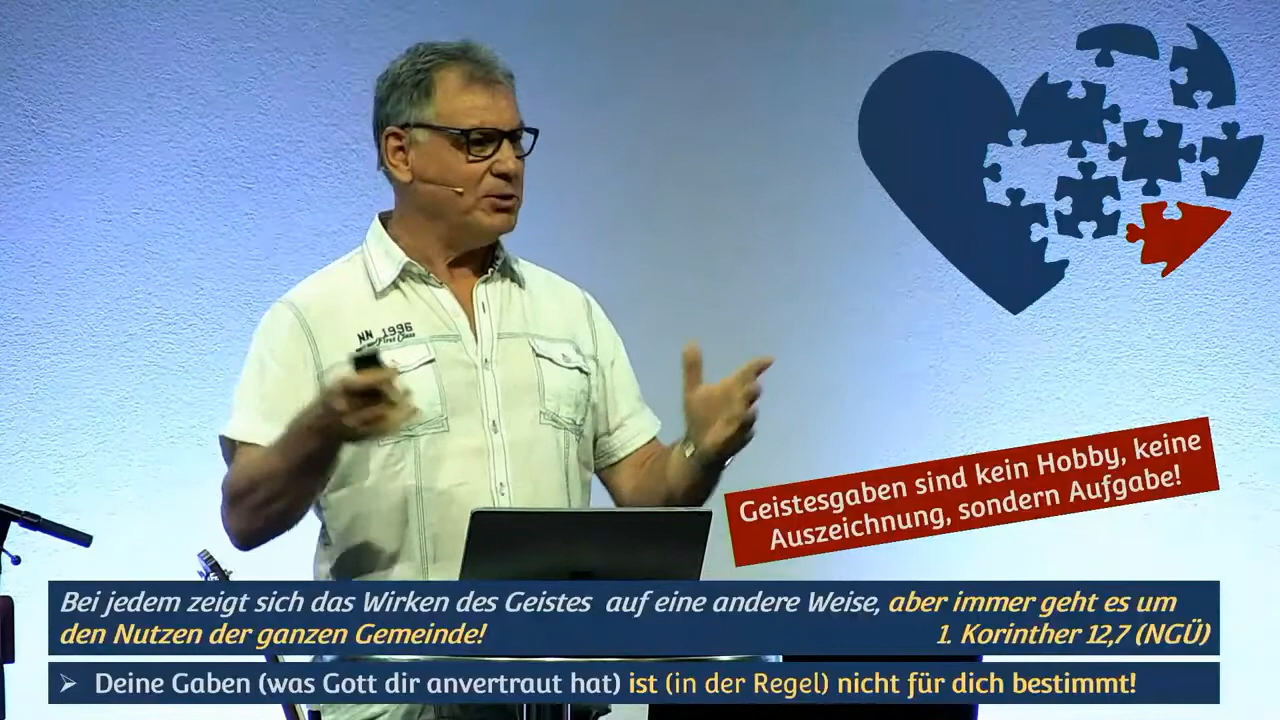 NN 1996
First Class
Geistesgaben sind kein Hobby, keine
Auszeichnung, sondern Aufgabe!
Bei jedem zeigt sich das Wirken des Geistes auf eine andere Weise, aber immer geht es um
den Nutzen der ganzen Gemeinde! 1. Korinther 12,7 (NGÜ)
➢ Deine Gaben (was Gott dir anvertraut hat) ist (in der Regel) nicht für dich bestimmt!